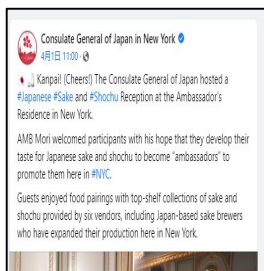 Consulate General of Japan in New York
4月1日 11:00 ·
Kanpai! (Cheers!) The Consulate General of Japan hosted a
#Japanese #Sake and #Shochu Reception at the Ambassador's
Residence in New York.
AMB Mori welcomed participants with his hope that they develop their
taste for Japanese sake and shochu to become "ambassadors" to
promote them here in #NYC.
Guests enjoyed food pairings with top-shelf collections of sake and
shochu provided by six vendors, including Japan-based sake brewers
who have expanded their production here in New York.